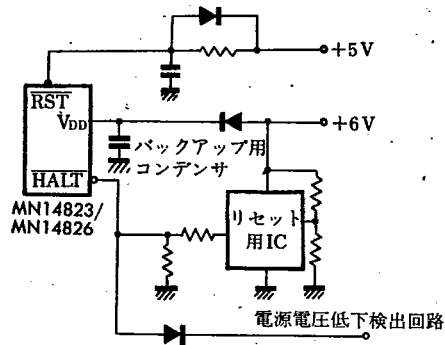 +5V
RST
VDD
+6V
バックアップ用
コンデンサ
HALT
MN14823/
MN14826
リセット
用IC
電源電圧低下検出回路